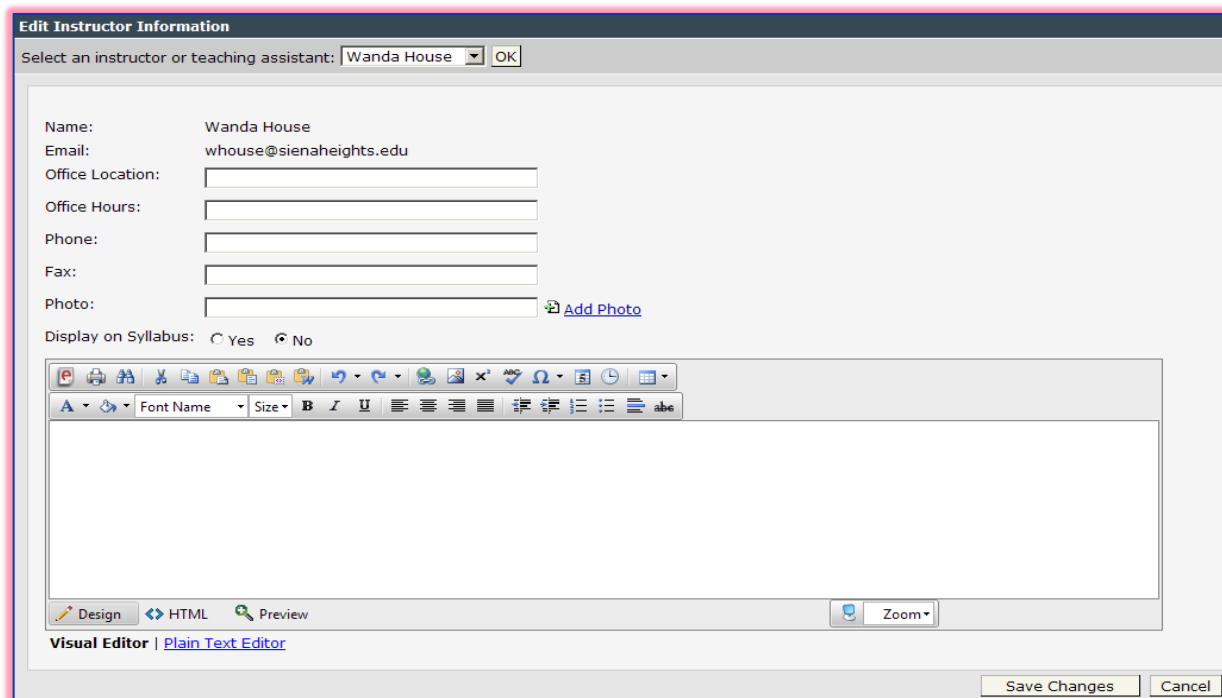 Edit Instructor Information
Select an instructor or teaching assistant: Wanda House OK
Name: Wanda House
Email: whouse@sienaheights.edu
Office Location:
Office Hours:
Phone:
Fax:
Photo: Add Photo
Display on Syllabus: Yes No
ABC Ω
A Font Name Size B I U abc
Design HTML Preview Zoom
Visual Editor | Plain Text Editor
Save Changes Cancel